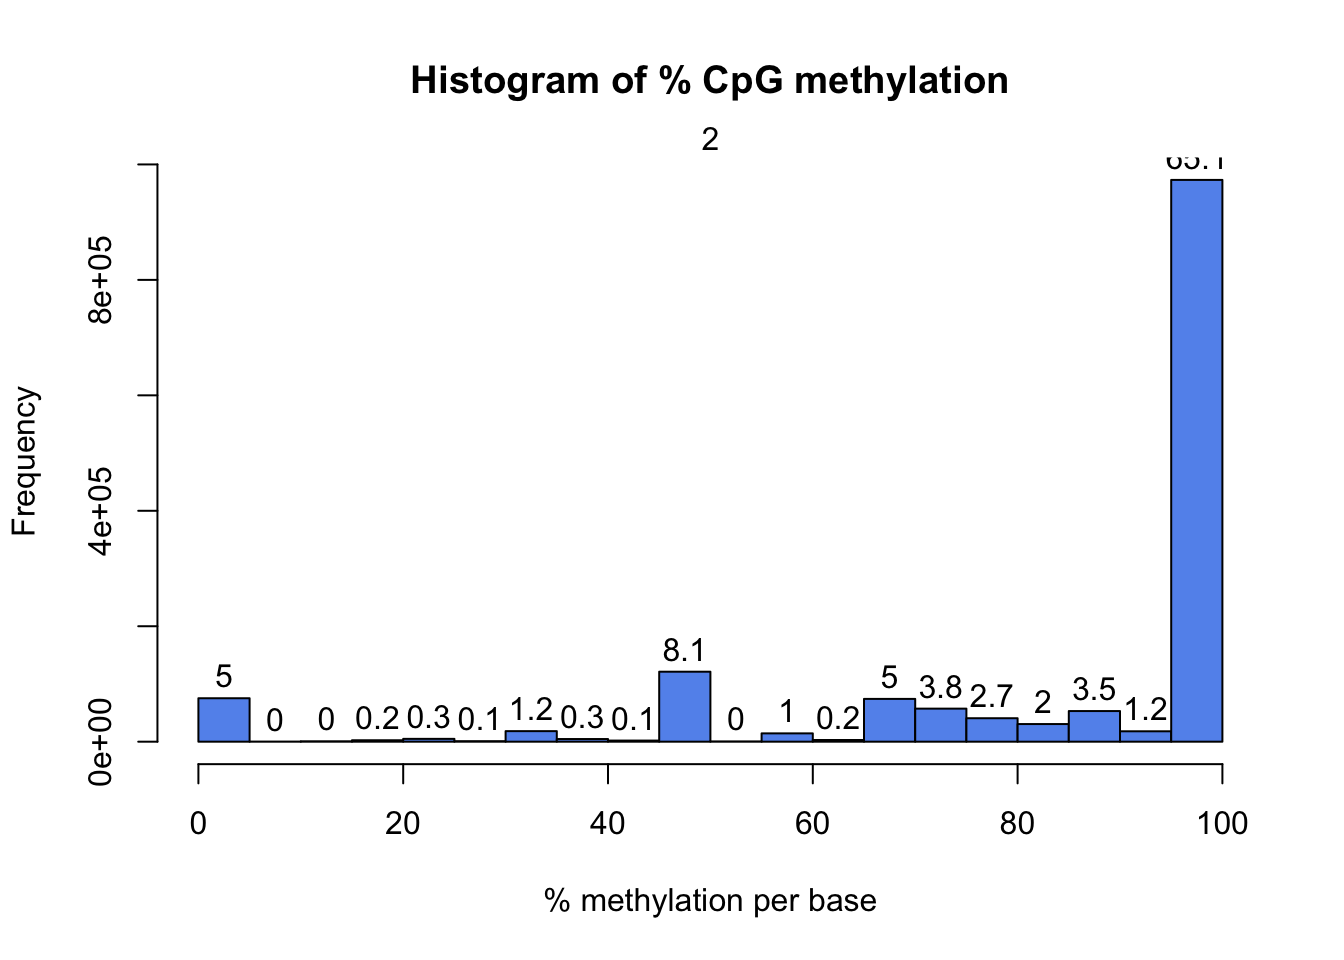 Histogram of % CpG methylation
2
65.1
8e+05
4e+05
0e+00
Frequency
5 0 0 0.2 0.3 0.1 1.2 0.3 0.1 8.1 0 1 0.2 5 3.8 2.7 2 3.5 1.2
0 20 40 60 80 100
% methylation per base